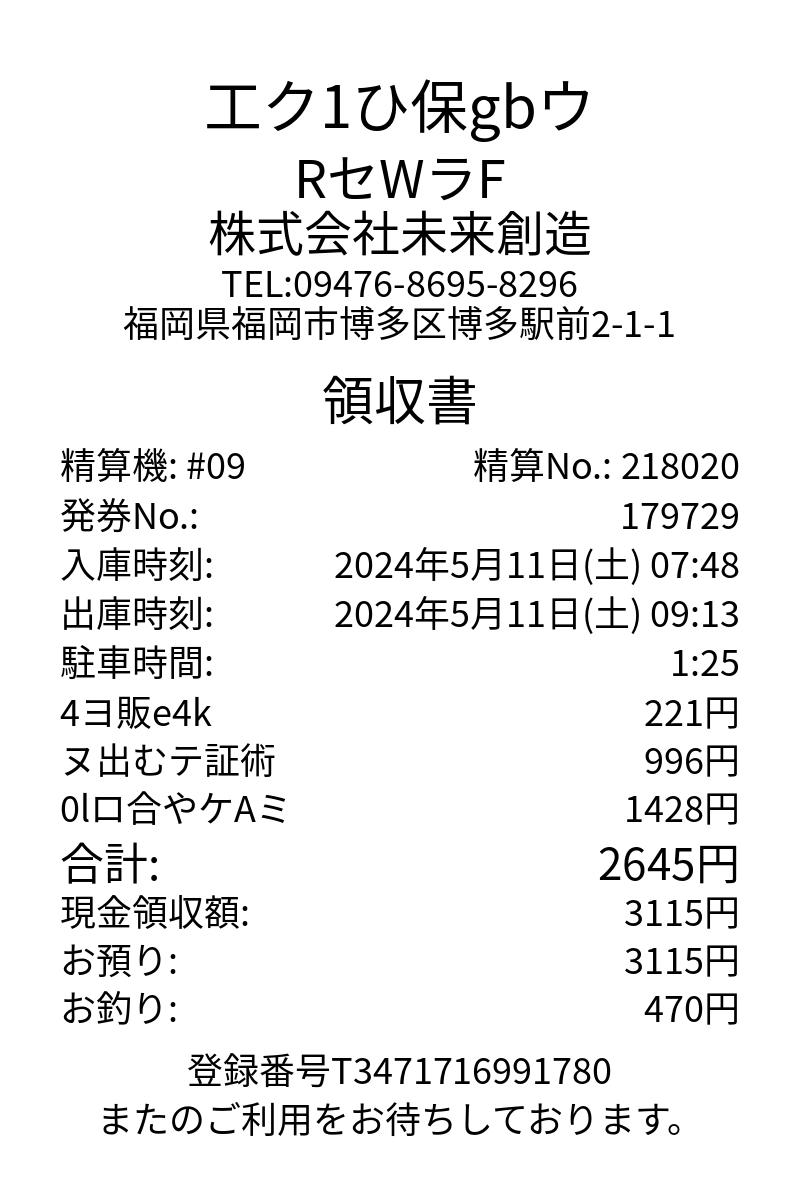 エク1ひ保gbウ
RセWラF
株式会社未来創造
TEL:09476-8695-8296
福岡県福岡市博多区博多駅前2-1-1
領収書
精算機: #09 精算No.: 218020
発券No.: 179729
入庫時刻: 2024年5月11日(土) 07:48
出庫時刻: 2024年5月11日(土) 09:13
駐車時間: 1:25
4ヨ販e4k 221円
ヌ出むテ証術 996円
0lロ合やケAミ 1428円
合計: 2645円
現金領収額: 3115円
お預り: 3115円
お釣り: 470円
登録番号T3471716991780
またのご利用をお待ちしております。